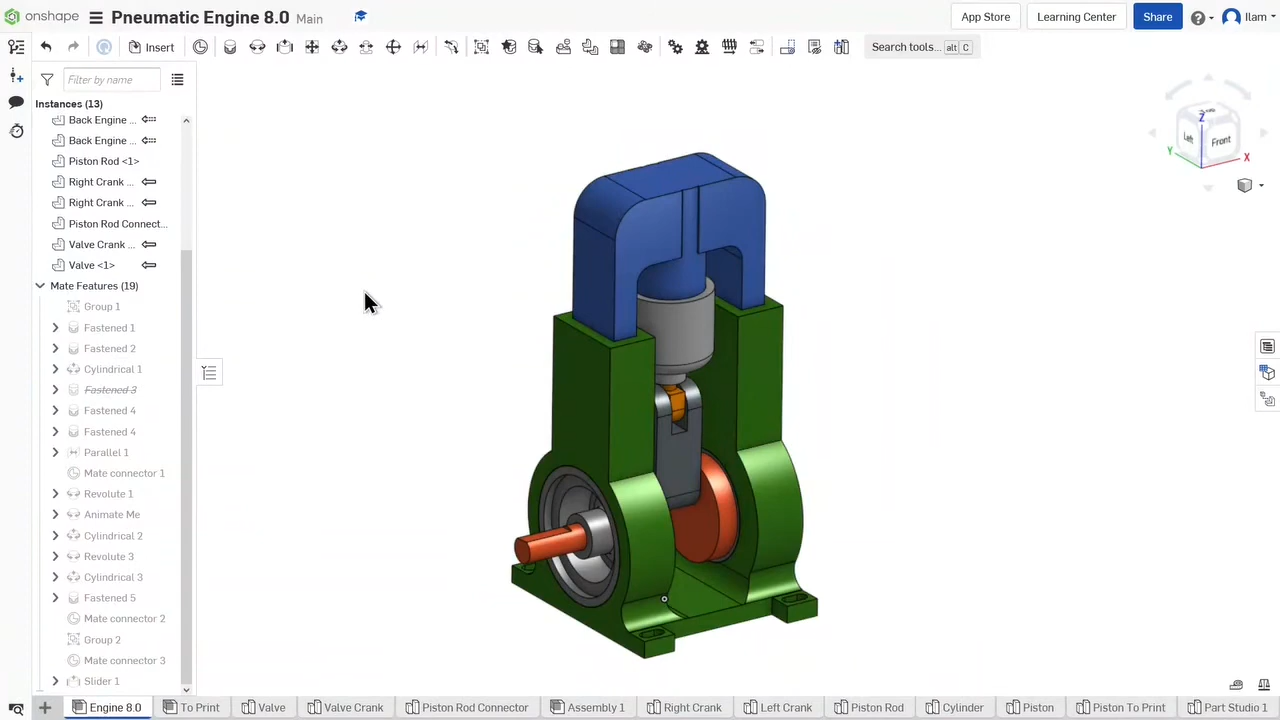 onshape Pneumatic Engine 8.0 Main App Store Learning Center Share Ilam
Insert Search tools... alt C
Filter by name
Instances (13)
Back Engine ...
Back Engine ...
Piston Rod <1>
Right Crank ...
Right Crank ...
Piston Rod Connect...
Valve Crank ...
Valve <1>
Mate Features (19)
Group 1
Fastened 1
Fastened 2
Cylindrical 1
Fastened 3
Fastened 4
Fastened 4
Parallel 1
Mate connector 1
Revolute 1
Animate Me
Cylindrical 2
Revolute 3
Cylindrical 3
Fastened 5
Mate connector 2
Group 2
Mate connector 3
Slider 1
Z
Left Front
Y X
Engine 8.0 To Print Valve Valve Crank Piston Rod Connector Assembly 1 Right Crank Left Crank Piston Rod Cylinder Piston Piston To Print Part Studio 1